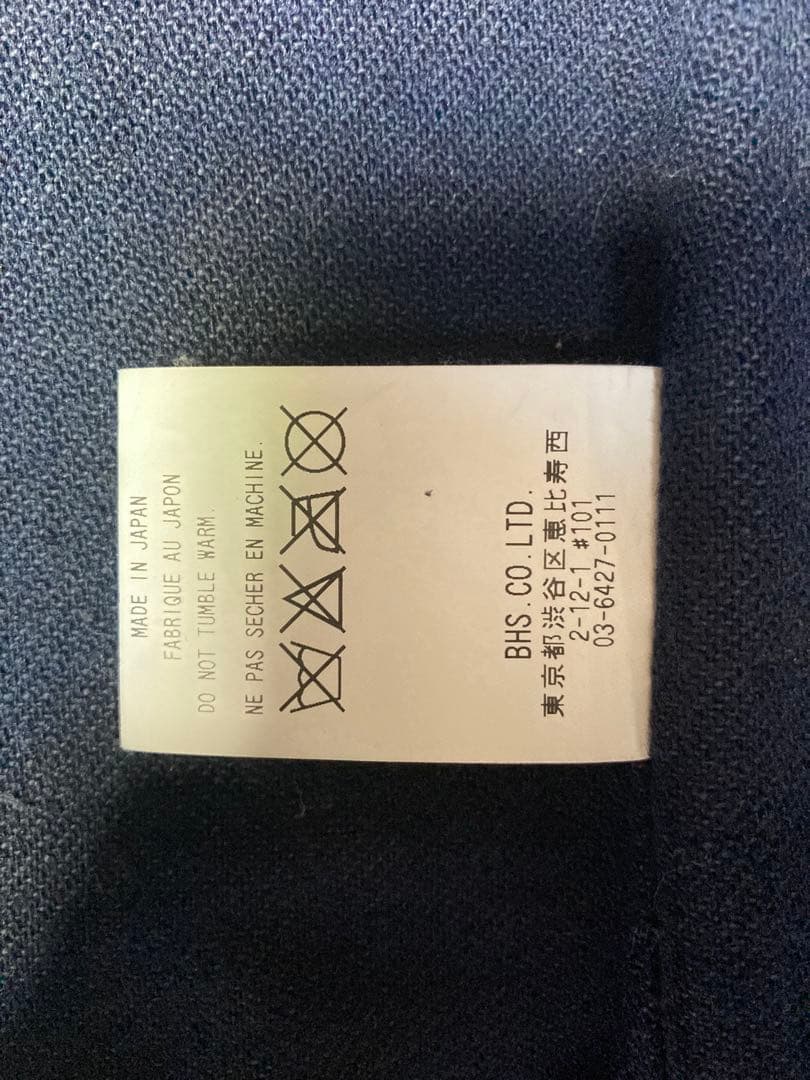 MADE IN JAPAN
FABRIQUE AU JAPON
DO NOT TUMBLE WARM.
NE PAS SECHER EN MACHINE.
BHS.CO.LTD.
東京都渋谷区恵比寿西
2-12-1 #101
03-6427-0111